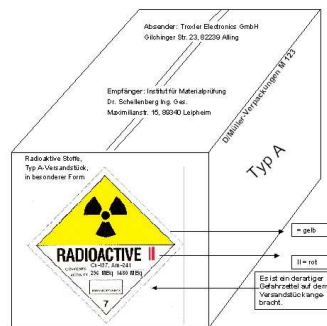 Absender: Troxler Electronics GmbH
Gilchinger Str. 23, 82239 Alling
Empfänger: Institut für Materialprüfung
Dr. Schellenberg Ing. Ges.
Maximilianstr. 15, 89340 Leipheim
D/Müller-Verpackungen M 123
Typ A
Radioaktive Stoffe,
Typ A-Versandstück,
in besonderer Form
RADIOACTIVE II
Cs-137, Am-241
CONTENTS
ACTIVITY
296 MBq 1480 MBq
7
= gelb
II = rot
Es ist ein derartiger
Gefahrzettel auf dem
Versandstück ange
bracht.